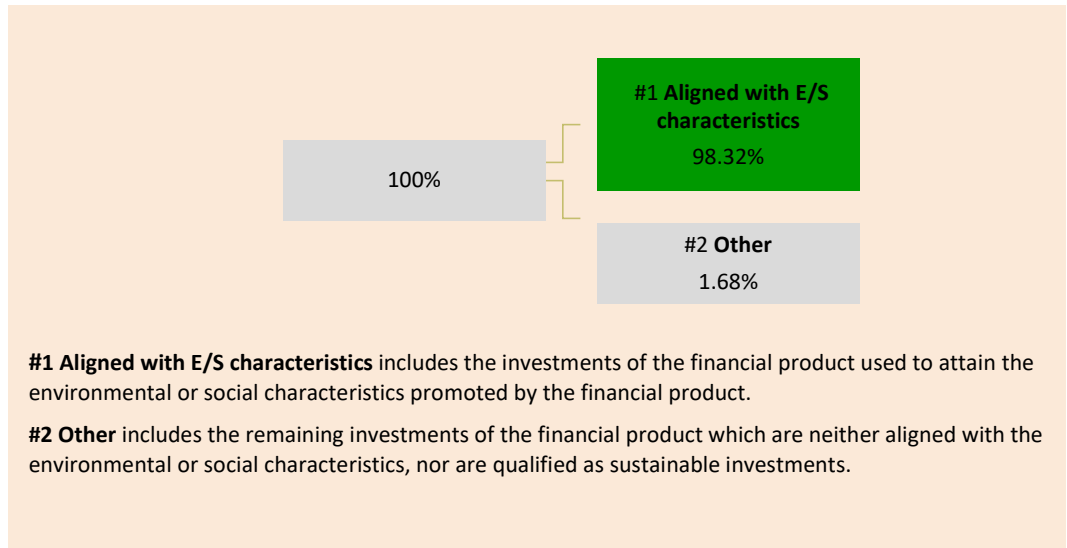 #1 Aligned with E/S
characteristics
98.32%
100%
#2 Other
1.68%
#1 Aligned with E/S characteristics includes the investments of the financial product used to attain the
environmental or social characteristics promoted by the financial product.
#2 Other includes the remaining investments of the financial product which are neither aligned with the
environmental or social characteristics, nor are qualified as sustainable investments.